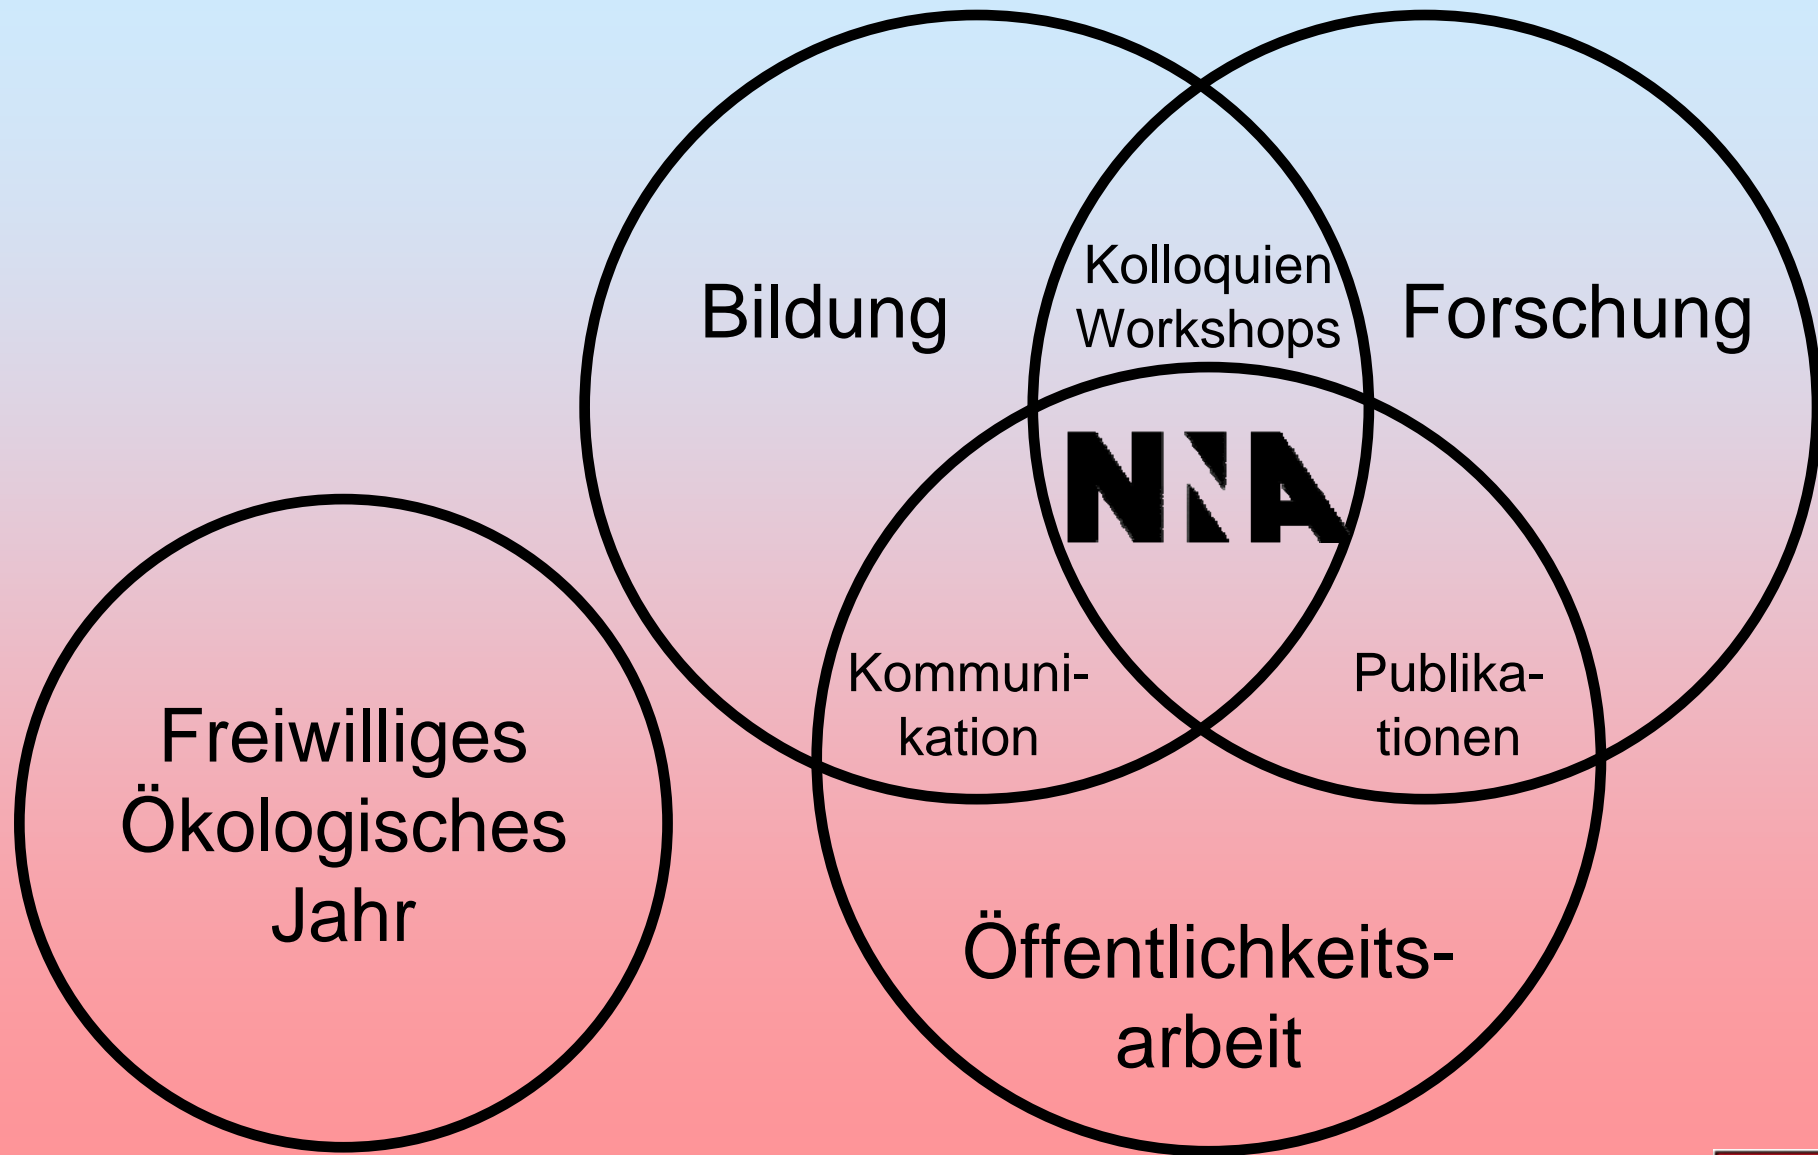 Bildung
Kolloquien
Workshops
Forschung
NNA
Kommuni-
kation
Publika-
tionen
Freiwilliges
Ökologisches
Jahr
Öffentlichkeits-
arbeit